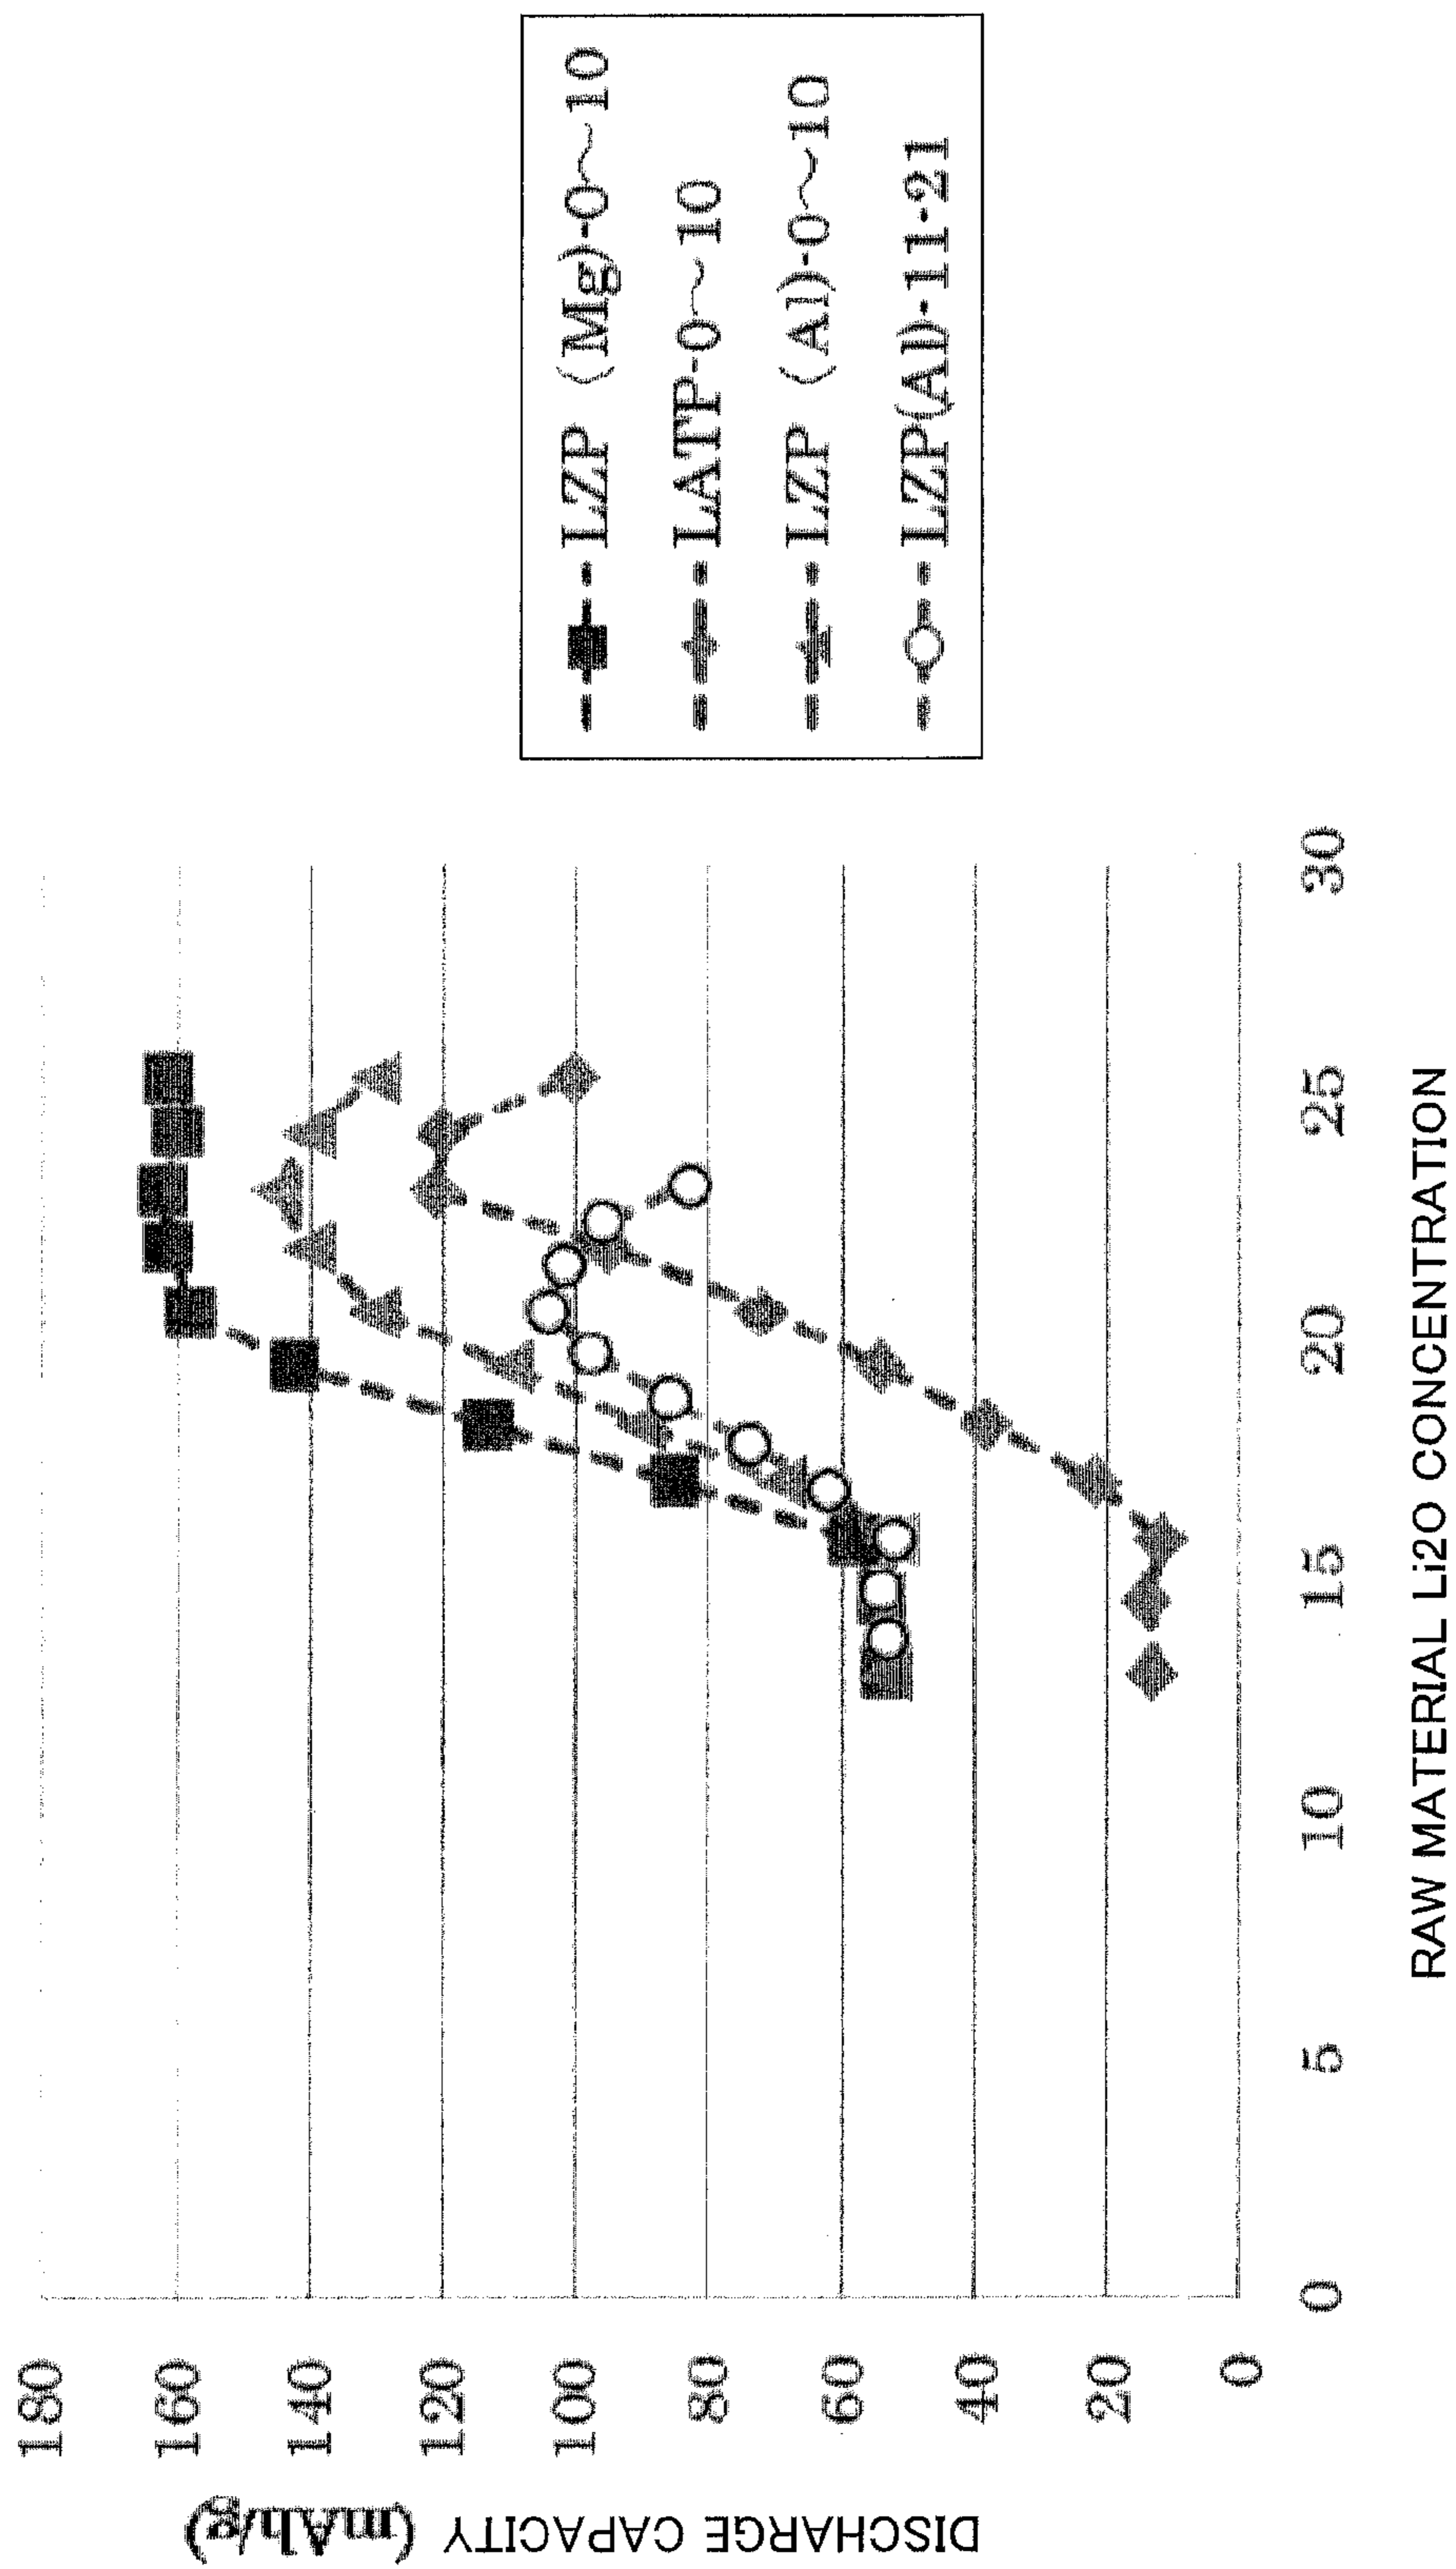 DISCHARGE CAPACITY (mAh/g)
180
160
140
120
100
80
60
40
20
0
0 5 10 15 20 25 30
RAW MATERIAL Li2O CONCENTRATION
LZP (Mg)-0~10
LATP-0~10
LZP (Al)-0~10
LZP(Al)-11-21